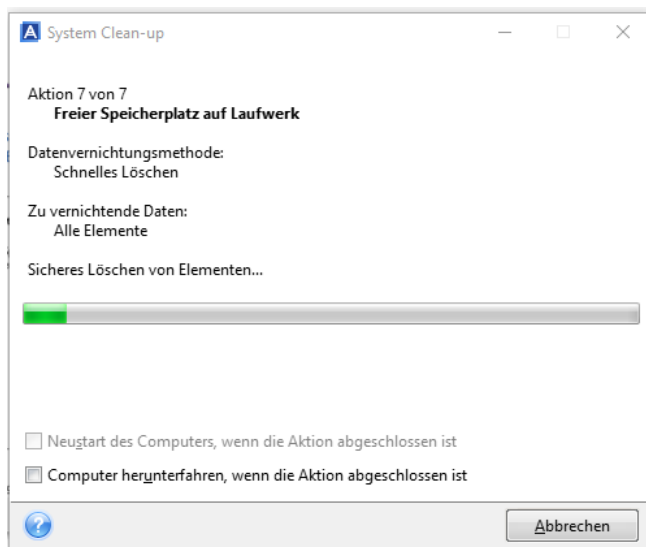 System Clean-up
Aktion 7 von 7
Freier Speicherplatz auf Laufwerk
Datenvernichtungsmethode:
Schnelles Löschen
Zu vernichtende Daten:
Alle Elemente
Sicheres Löschen von Elementen...
Neustart des Computers, wenn die Aktion abgeschlossen ist
Computer herunterfahren, wenn die Aktion abgeschlossen ist
Abbrechen